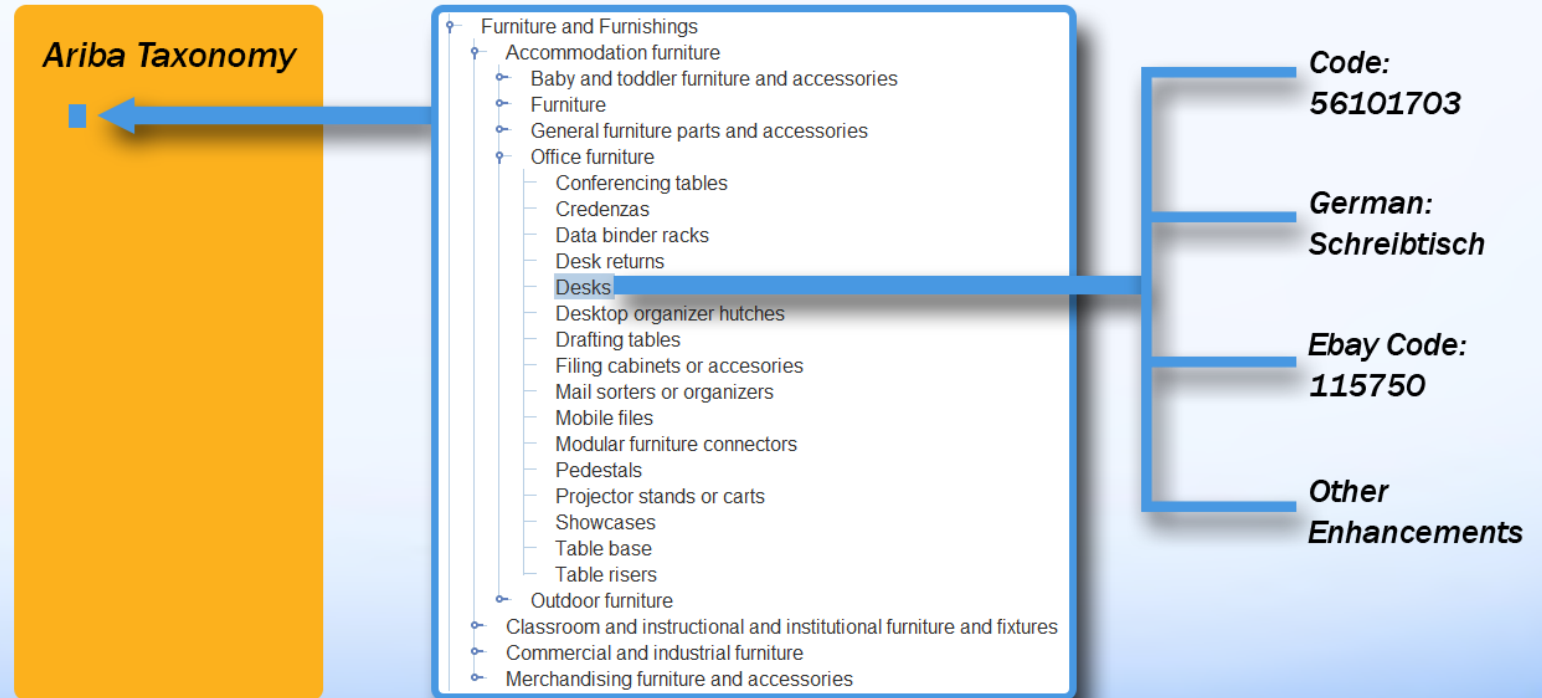 Ariba Taxonomy
Furniture and Furnishings
Accommodation furniture
Baby and toddler furniture and accessories
Furniture
General furniture parts and accessories
Office furniture
Conferencing tables
Credenzas
Data binder racks
Desk returns
Desks
Desktop organizer hutches
Drafting tables
Filing cabinets or accesories
Mail sorters or organizers
Mobile files
Modular furniture connectors
Pedestals
Projector stands or carts
Showcases
Table base
Table risers
Outdoor furniture
Classroom and instructional and institutional furniture and fixtures
Commercial and industrial furniture
Merchandising furniture and accessories
Code:
56101703
German:
Schreibtisch
Ebay Code:
115750
Other
Enhancements